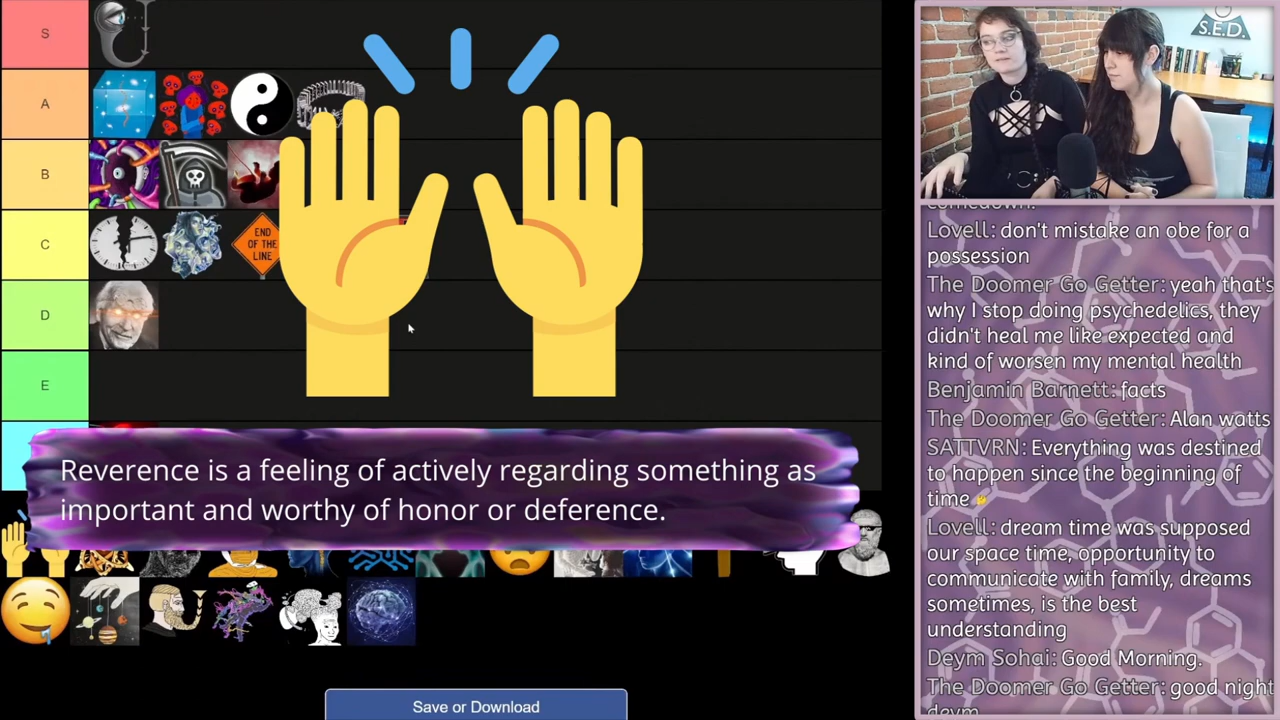 S
A
B
C
D
E
END
OF THE
LINE
Reverence is a feeling of actively regarding something as
important and worthy of honor or deference.
Save or Download
S.E.D.
comedown.
Lovell: don't mistake an obe for a
possession
The Doomer Go Getter: yeah that's
why I stop doing psychedelics, they
didn't heal me like expected and
kind of worsen my mental health
Benjamin Barnett: facts
The Doomer Go Getter: Alan watts
SATTVRN: Everything was destined
to happen since the beginning of
time
Lovell: dream time was supposed
our space time, opportunity to
communicate with family, dreams
sometimes, is the best
understanding
Deym Sohai: Good Morning.
The Doomer Go Getter: good night
deym